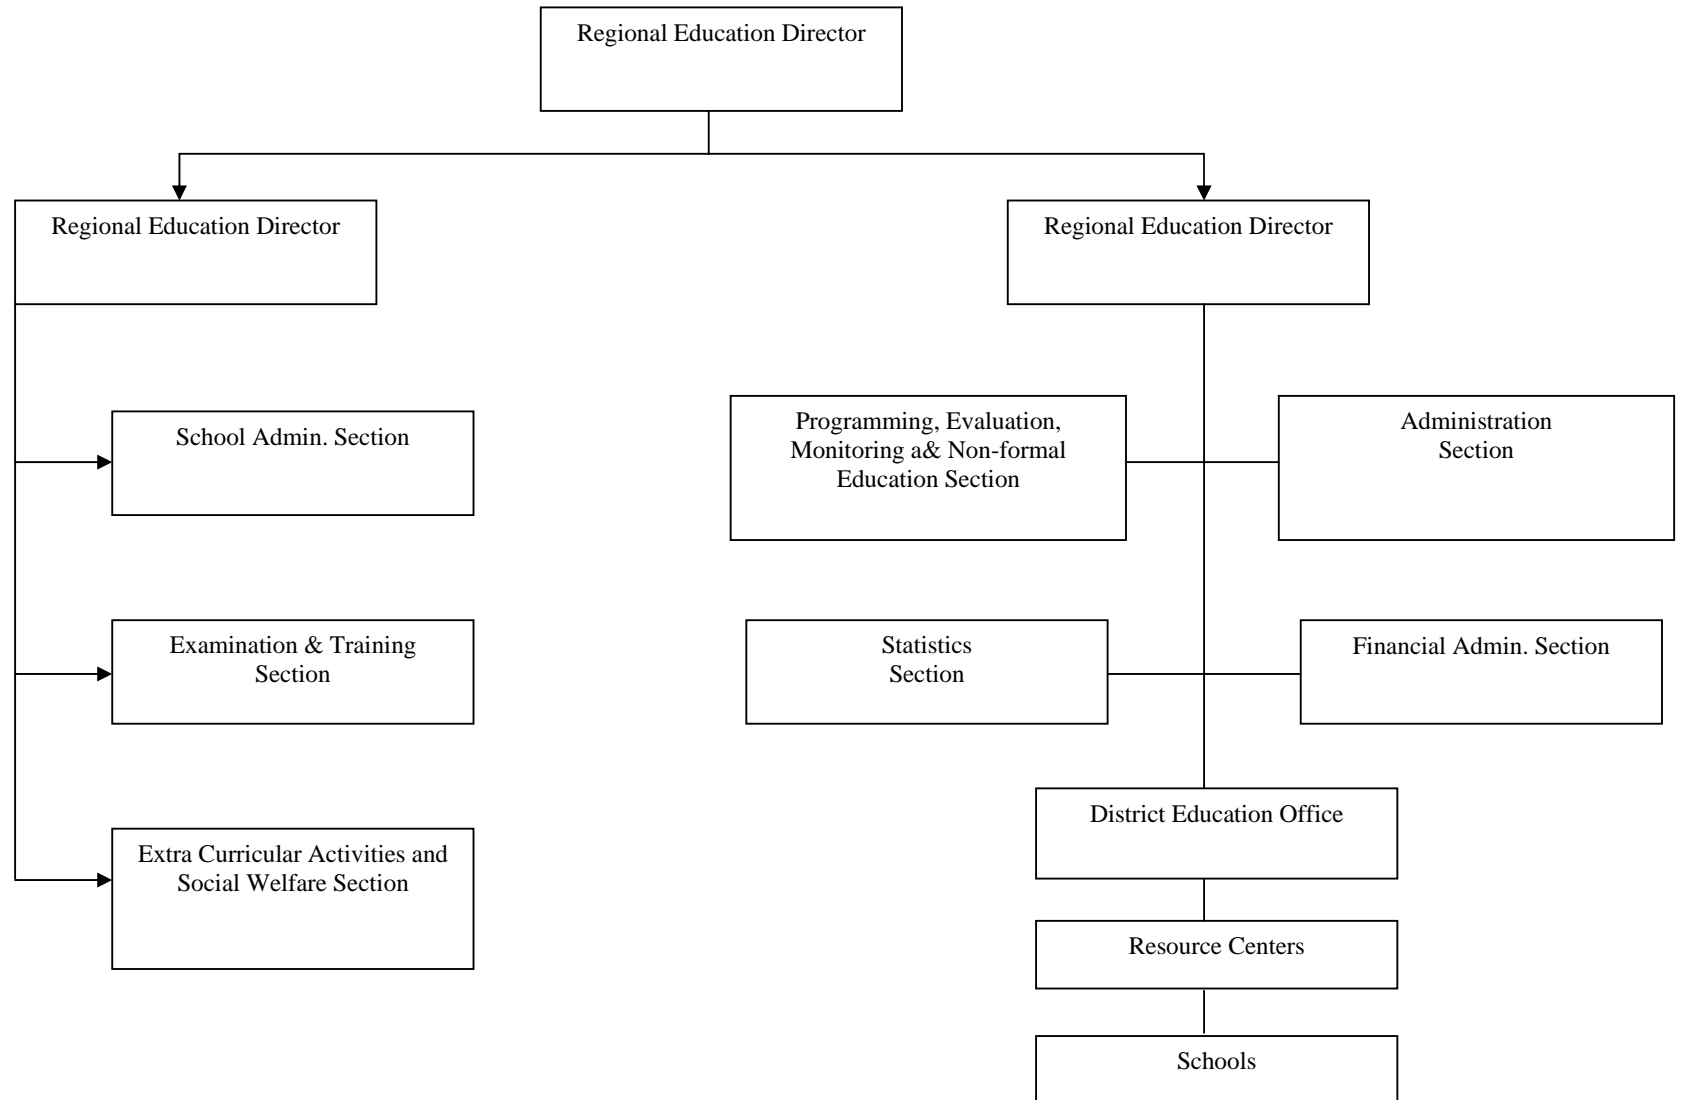 Regional Education Director
Regional Education Director
Regional Education Director
School Admin. Section
Programming, Evaluation,
Monitoring a& Non-formal
Education Section
Administration
Section
Examination & Training
Section
Statistics
Section
Financial Admin. Section
District Education Office
Extra Curricular Activities and
Social Welfare Section
Resource Centers
Schools